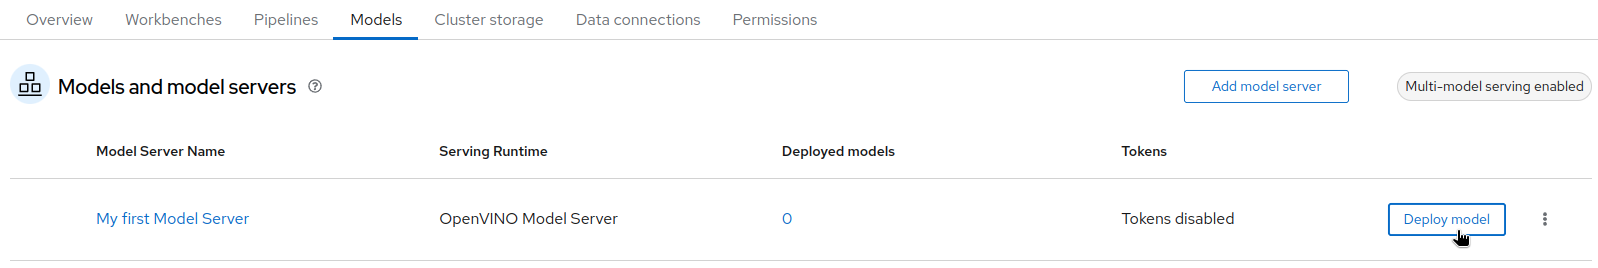 Overview Workbenches Pipelines Models Cluster storage Data connections Permissions
Models and model servers ? Add model server Multi-model serving enabled
Model Server Name Serving Runtime Deployed models Tokens
My first Model Server OpenVINO Model Server 0 Tokens disabled Deploy model